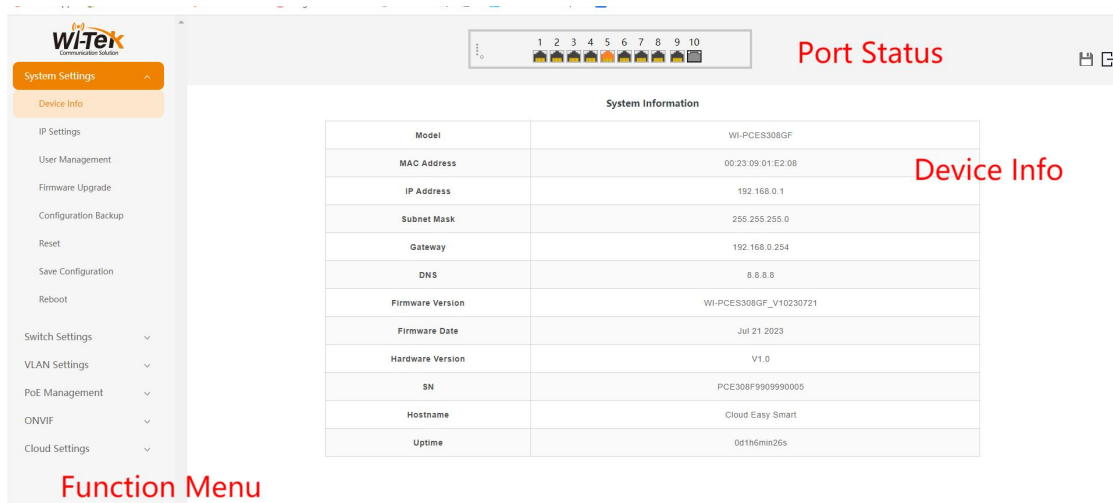 Wi-Tek
Communication Solution
1 2 3 4 5 6 7 8 9 10
Port Status
System Settings
Device Info
IP Settings
User Management
Firmware Upgrade
Configuration Backup
Reset
Save Configuration
Reboot
Switch Settings
VLAN Settings
PoE Management
ONVIF
Cloud Settings
Function Menu
System Information
Model WI-PCES308GF
MAC Address 00:23:09:01:E2:08
Device Info
IP Address 192.168.0.1
Subnet Mask 255.255.255.0
Gateway 192.168.0.254
DNS 8.8.8.8
Firmware Version WI-PCES308GF_V10230721
Firmware Date Jul 21 2023
Hardware Version V1.0
SN PCE308F9909990005
Hostname Cloud Easy Smart
Uptime 0d1h6min26s